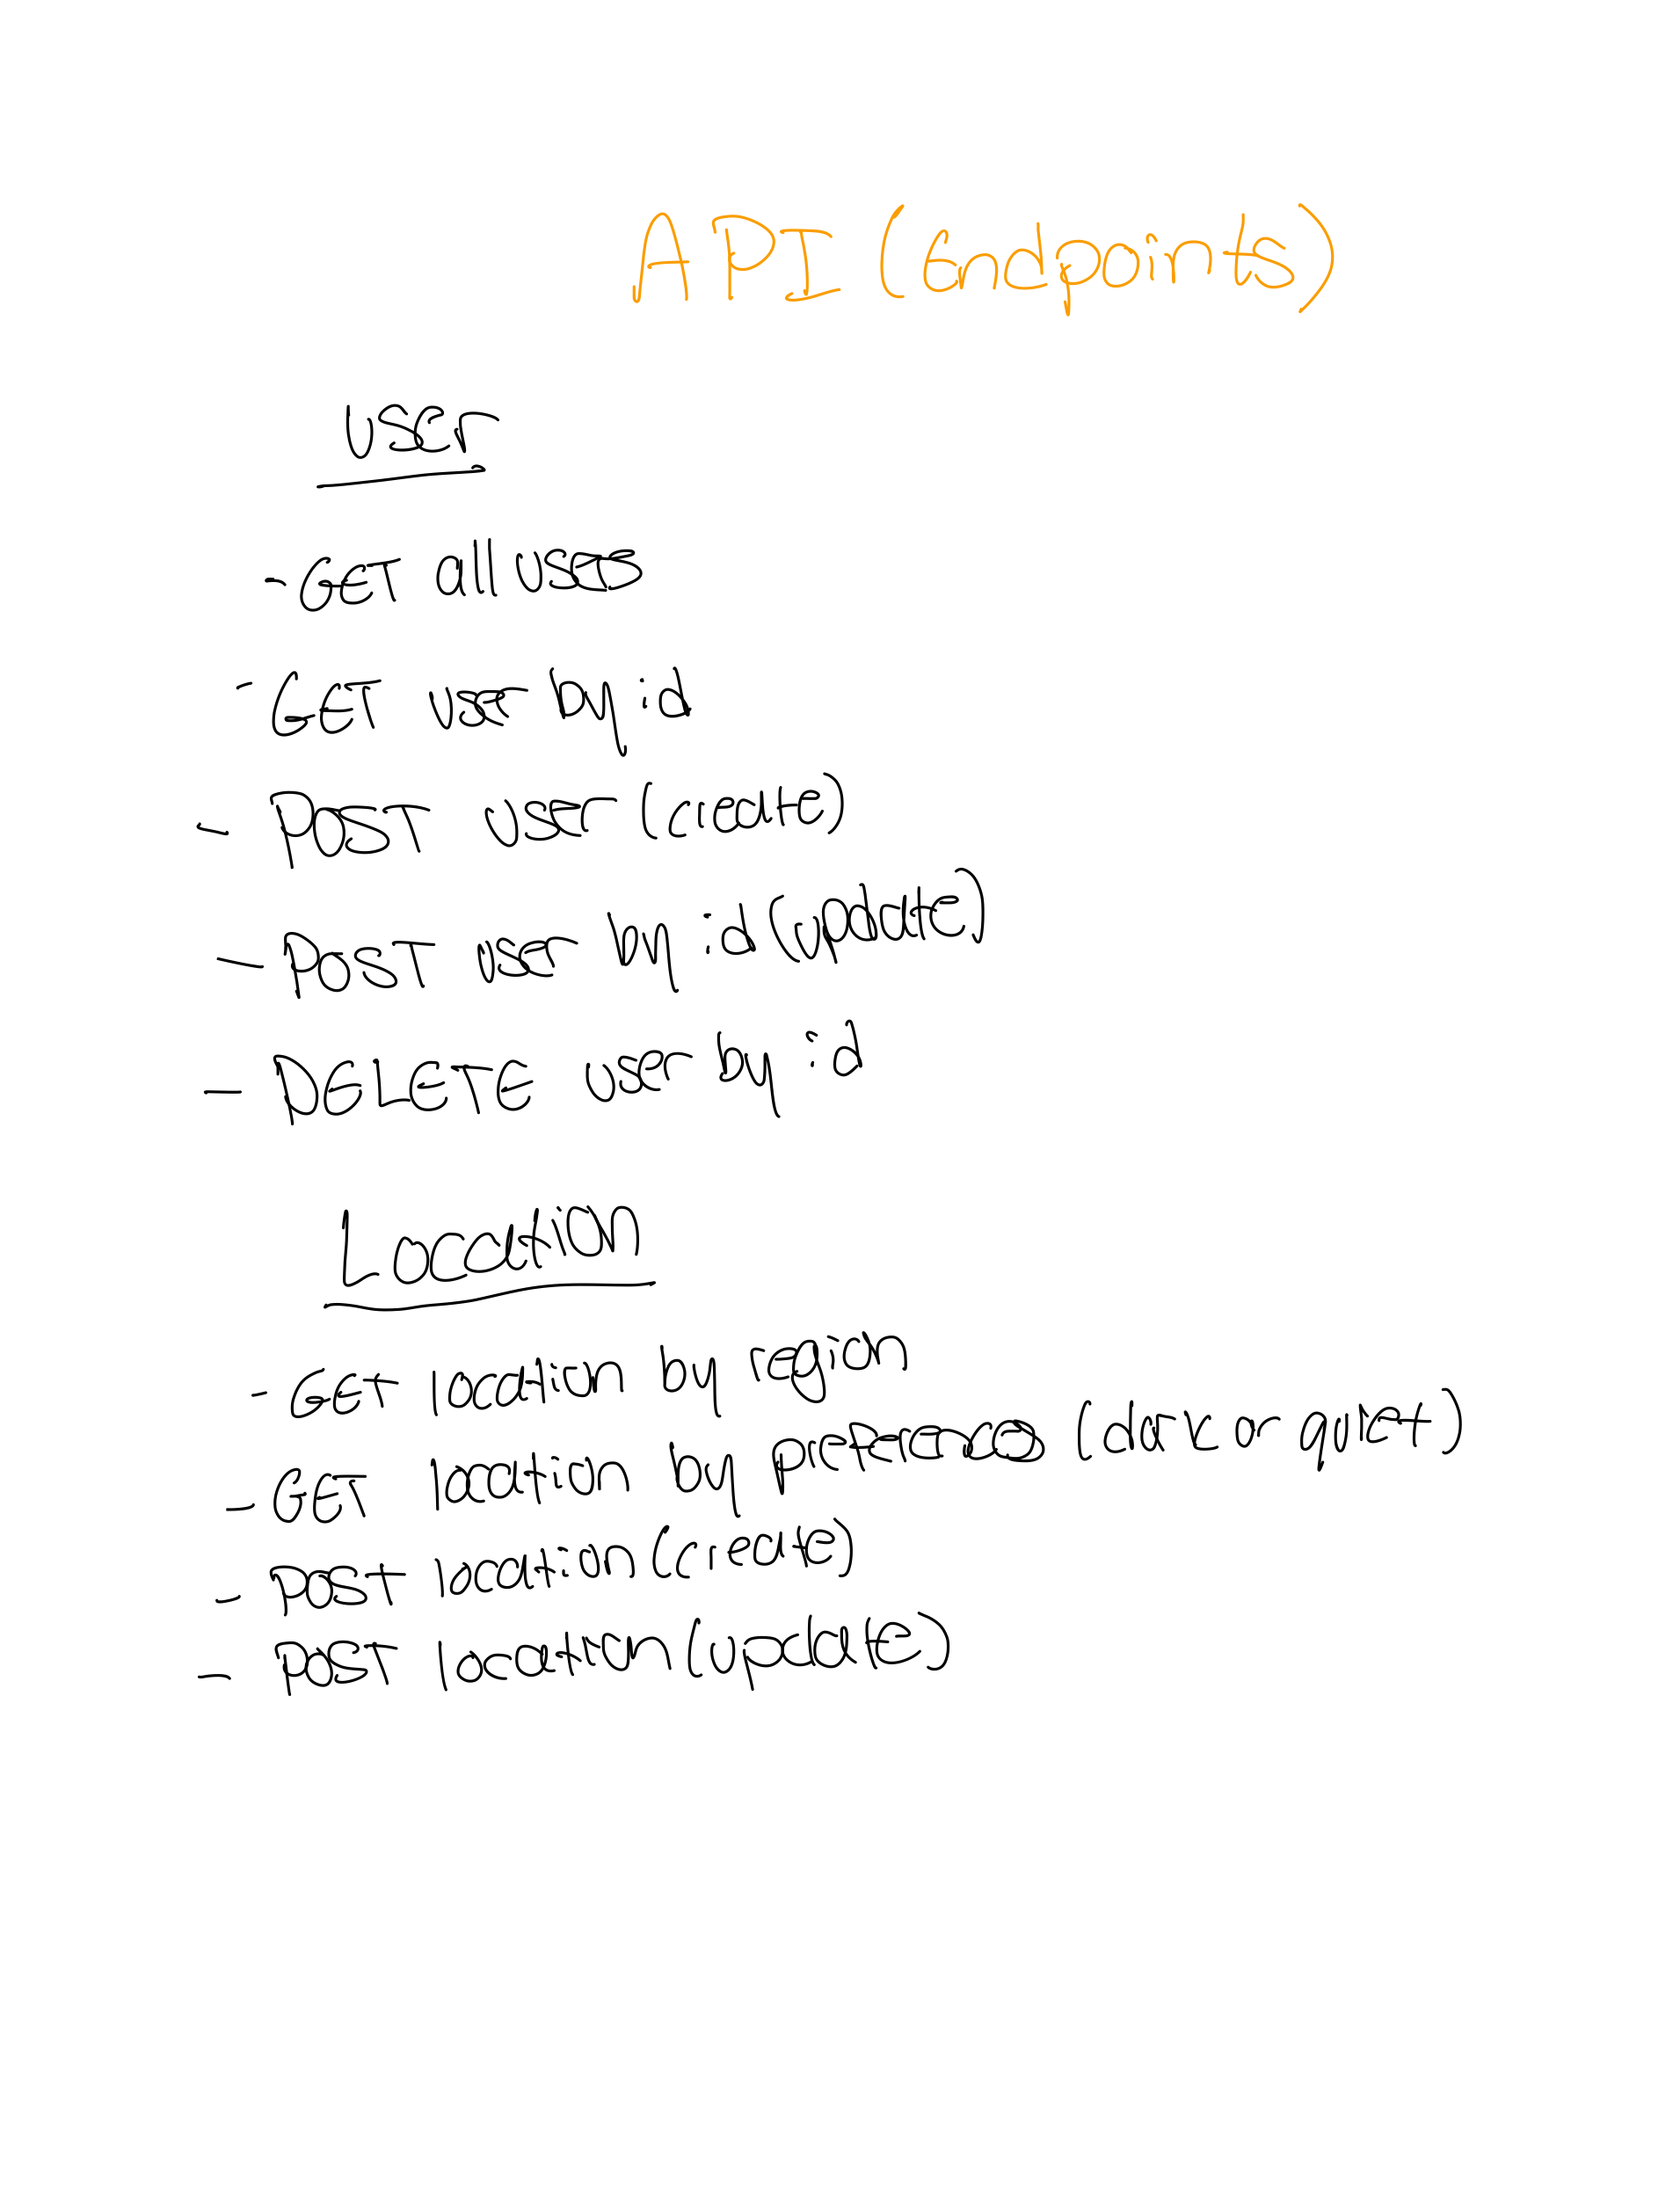 API (endpoints)
User
- GET all users
- GET user by id
- POST user (create)
- POST user by id (update)
- DELETE user by id
Location
- GET location by region
- GET location by preferences (dark or quiet)
- POST location (create)
- POST location (update)